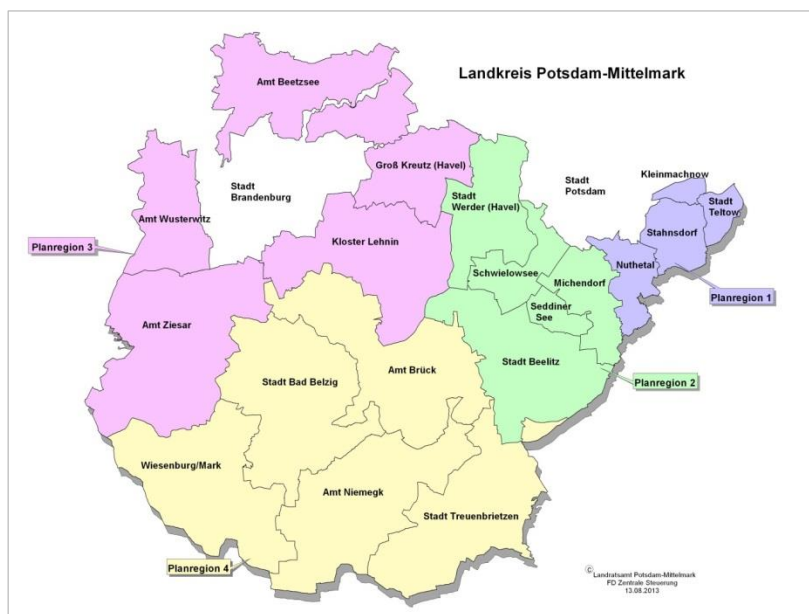 Landkreis Potsdam-Mittelmark
Amt Beetzsee
Groß Kreutz (Havel)
Stadt
Brandenburg
Stadt
Werder (Havel)
Stadt
Potsdam
Kleinmachnow
Stadt
Teltow
Amt Wusterwitz
Stahnsdorf
Planregion 3
Kloster Lehnin
Nuthetal
Schwielowsee
Michendorf
Planregion 1
Seddiner
See
Amt Ziesar
Stadt Beelitz
Amt Brück
Stadt Bad Belzig
Planregion 2
Wiesenburg/Mark
Amt Niemegk
Stadt Treuenbrietzen
Planregion 4
©
Landratsamt Potsdam-Mittelmark
FD Zentrale Steuerung
13.08.2013